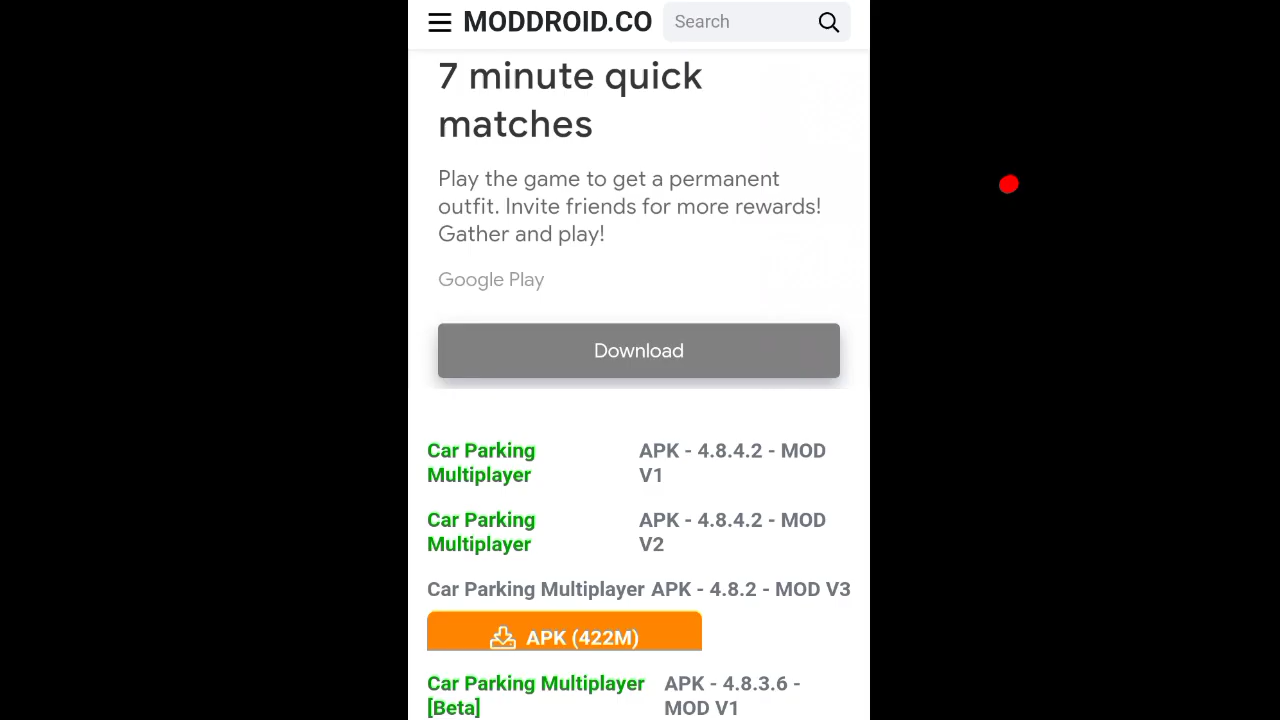 MODDROID.CO Search
7 minute quick
matches
Play the game to get a permanent
outfit. Invite friends for more rewards!
Gather and play!
Google Play
Download
Car Parking APK - 4.8.4.2 - MOD
Multiplayer V1
Car Parking APK - 4.8.4.2 - MOD
Multiplayer V2
Car Parking Multiplayer APK - 4.8.2 - MOD V3
APK (422M)
Car Parking Multiplayer APK - 4.8.3.6 -
[Beta] MOD V1